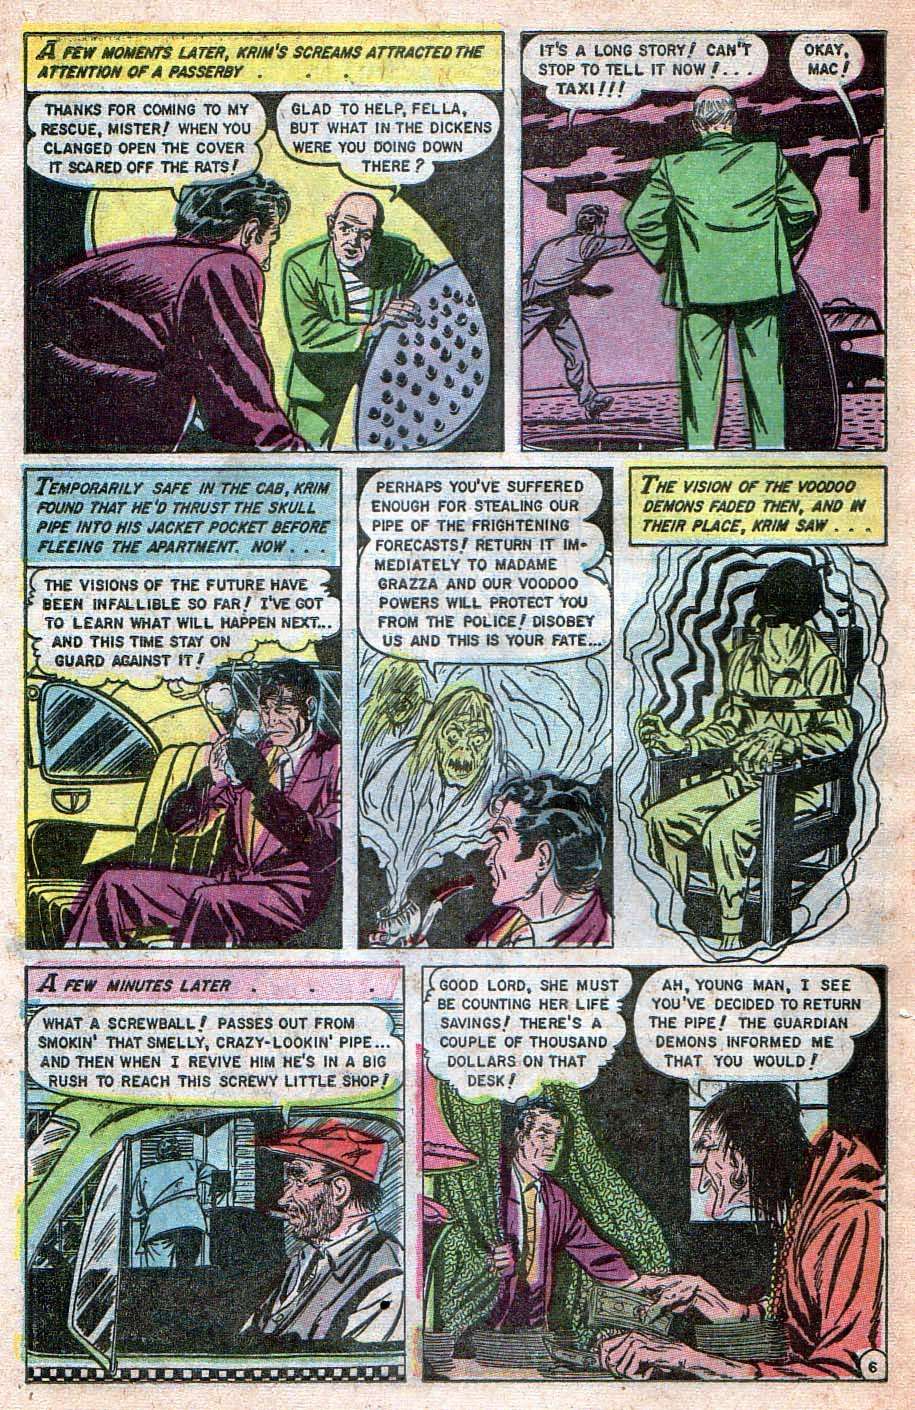 A FEW MOMENTS LATER, KRIM'S SCREAMS ATTRACTED THE
ATTENTION OF A PASSERBY . . .
THANKS FOR COMING TO MY
RESCUE, MISTER! WHEN YOU
CLANGED OPEN THE COVER
IT SCARED OFF THE RATS!
GLAD TO HELP, FELLA,
BUT WHAT IN THE DICKENS
WERE YOU DOING DOWN
THERE?
IT'S A LONG STORY! CAN'T
STOP TO TELL IT NOW!...
TAXI!!!
OKAY,
MAC!
TEMPORARILY SAFE IN THE CAB, KRIM
FOUND THAT HE'D THRUST THE SKULL
PIPE INTO HIS JACKET POCKET BEFORE
FLEEING THE APARTMENT. NOW . . .
THE VISIONS OF THE FUTURE HAVE
BEEN INFALLIBLE SO FAR! I'VE GOT
TO LEARN WHAT WILL HAPPEN NEXT...
AND THIS TIME STAY ON
GUARD AGAINST IT!
PERHAPS YOU'VE SUFFERED
ENOUGH FOR STEALING OUR
PIPE OF THE FRIGHTENING
FORECASTS! RETURN IT IM-
MEDIATELY TO MADAME
GRAZZA AND OUR VOODOO
POWERS WILL PROTECT YOU
FROM THE POLICE! DISOBEY
US AND THIS IS YOUR FATE...
THE VISION OF THE VOODOO
DEMONS FADED THEN, AND IN
THEIR PLACE, KRIM SAW . . .
A FEW MINUTES LATER . . .
WHAT A SCREWBALL! PASSES OUT FROM
SMOKIN' THAT SMELLY, CRAZY-LOOKIN' PIPE...
AND THEN WHEN I REVIVE HIM HE'S IN A BIG
RUSH TO REACH THIS SCREWY LITTLE SHOP!
GOOD LORD, SHE MUST
BE COUNTING HER LIFE
SAVINGS! THERE'S A
COUPLE OF THOUSAND
DOLLARS ON THAT
DESK!
AH, YOUNG MAN, I SEE
YOU'VE DECIDED TO RETURN
THE PIPE! THE GUARDIAN
DEMONS INFORMED ME
THAT YOU WOULD!
6